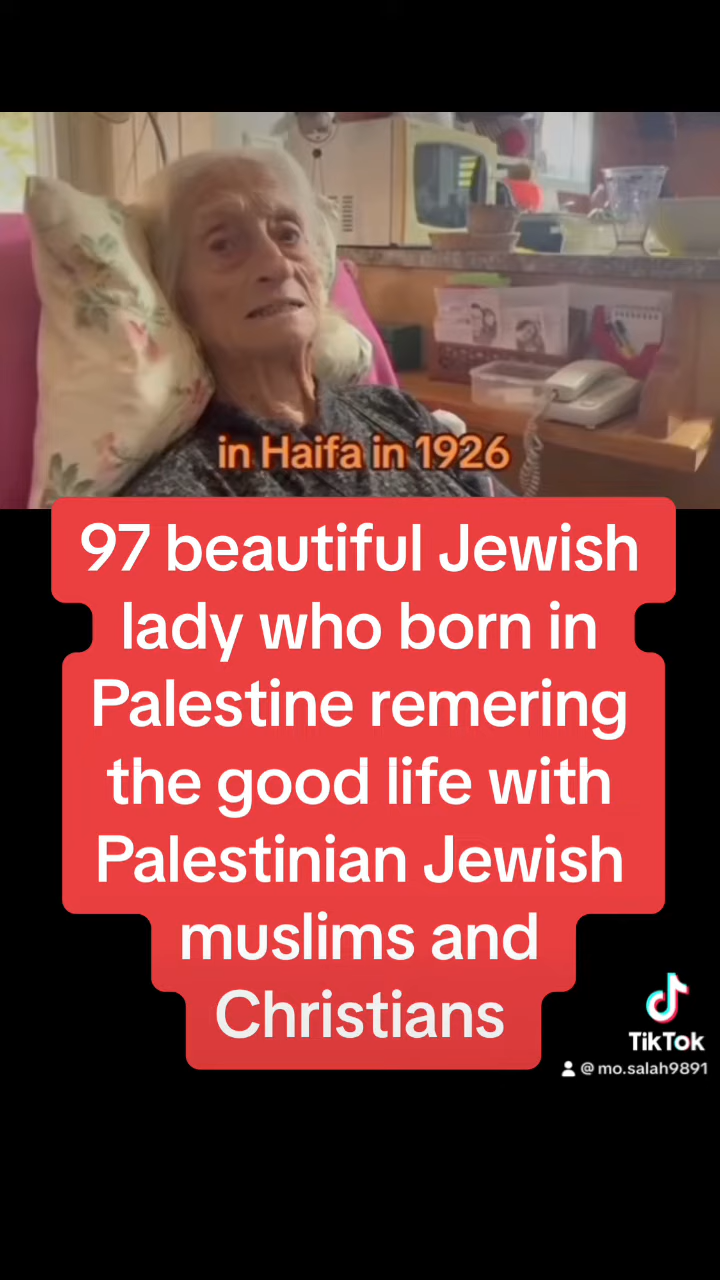 in Haifa in 1926
97 beautiful Jewish
lady who born in
Palestine remering
the good life with
Palestinian Jewish
muslims and
Christians
TikTok
@mo.salah9891